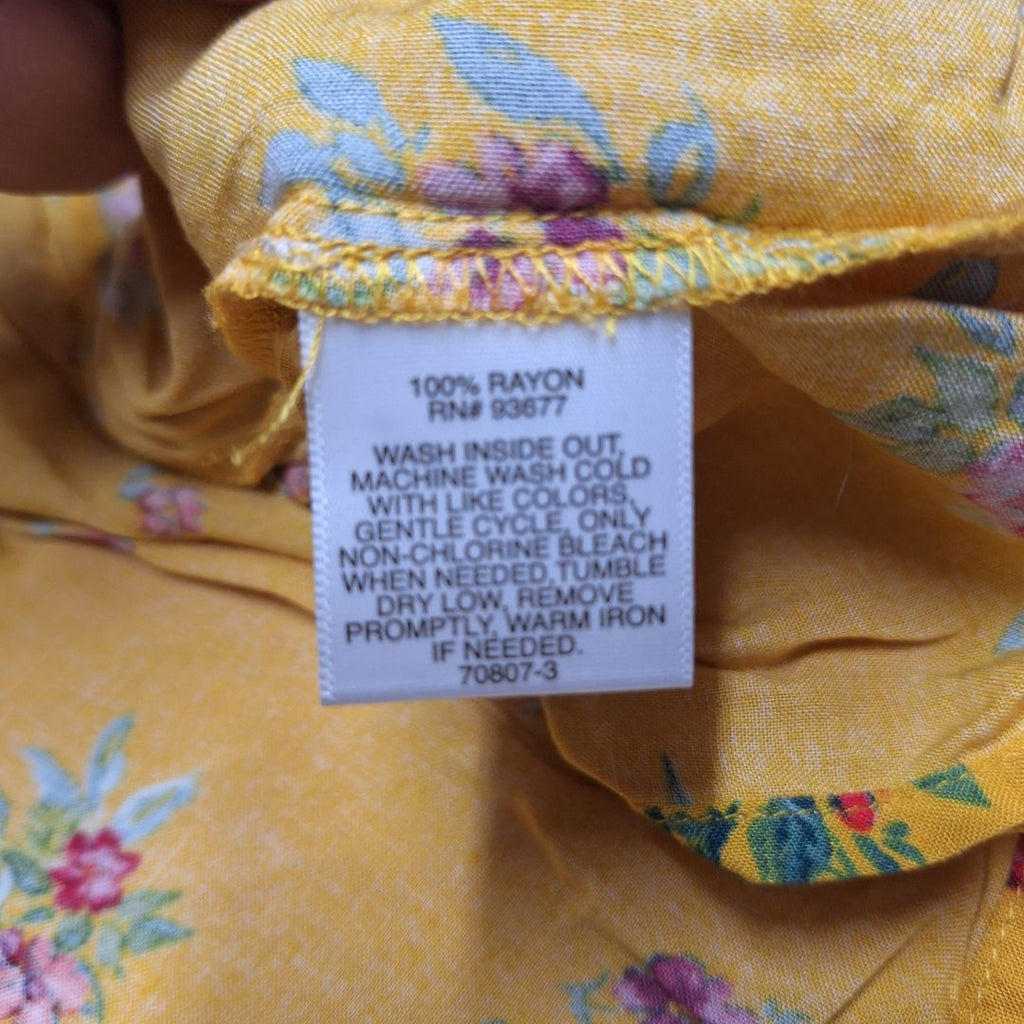 100% RAYON
RN# 93677
WASH INSIDE OUT,
MACHINE WASH COLD
WITH LIKE COLORS,
GENTLE CYCLE, ONLY
NON-CHLORINE BLEACH
WHEN NEEDED, TUMBLE
DRY LOW, REMOVE
PROMPTLY, WARM IRON
IF NEEDED.
70807-3